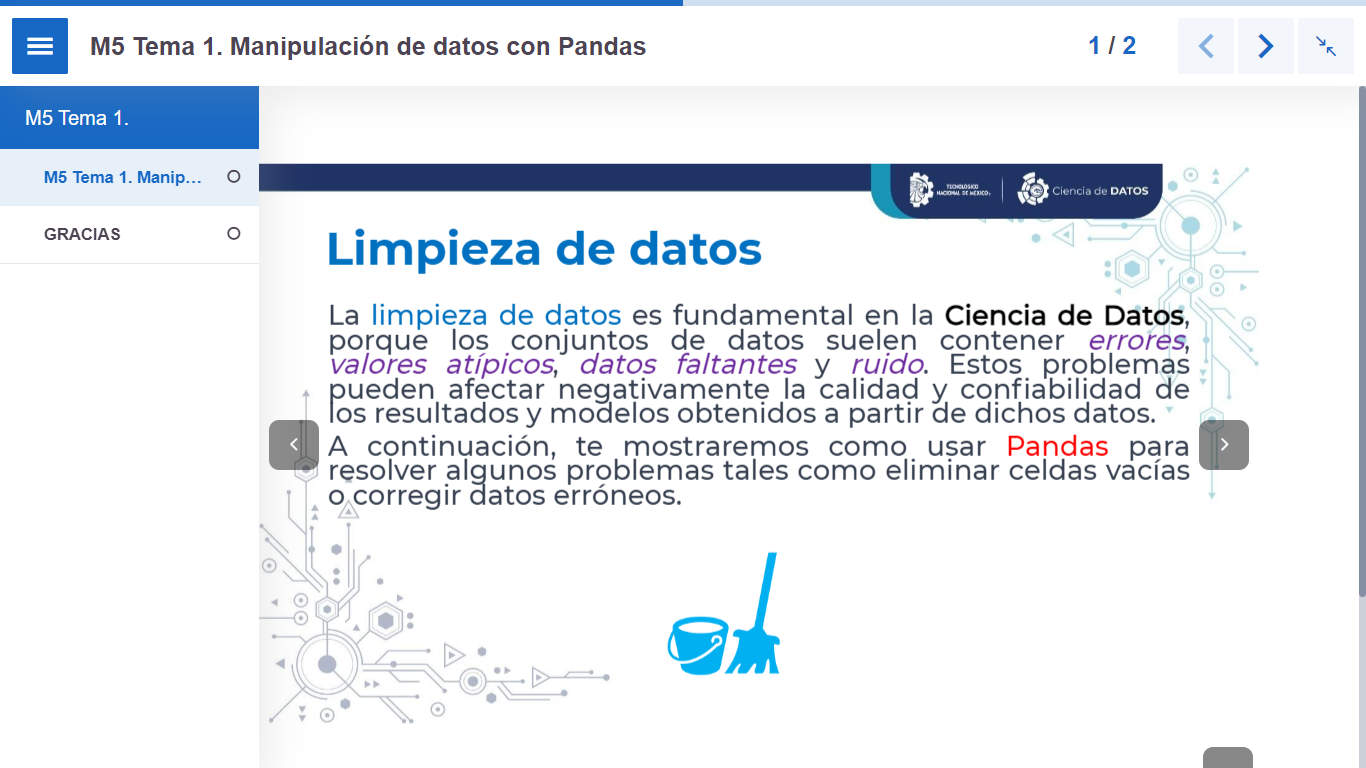 M5 Tema 1. Manipulación de datos con Pandas
1 / 2
M5 Tema 1.
M5 Tema 1. Manip...
GRACIAS
TECNOLÓGICO
NACIONAL DE MÉXICO
Ciencia de DATOS
Limpieza de datos
La limpieza de datos es fundamental en la Ciencia de Datos,
porque los conjuntos de datos suelen contener errores,
valores atípicos, datos faltantes y ruido. Estos problemas
pueden afectar negativamente la calidad y confiabilidad de
los resultados y modelos obtenidos a partir de dichos datos.
A continuación, te mostraremos como usar Pandas para
resolver algunos problemas tales como eliminar celdas vacías
o corregir datos erróneos.